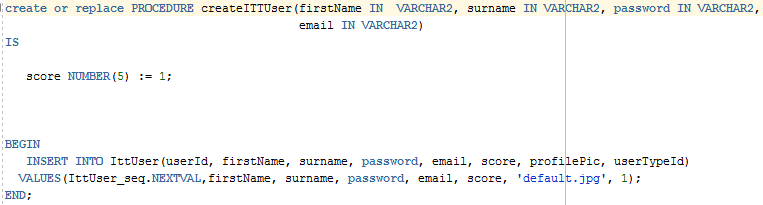 create or replace PROCEDURE createITTUser(firstName IN  VARCHAR2, surname IN VARCHAR2, password IN VARCHAR2,
email IN VARCHAR2)
IS
score NUMBER(5) := 1;
BEGIN
INSERT INTO IttUser(userId, firstName, surname, password, email, score, profilePic, userTypeId)
VALUES(IttUser_seq.NEXTVAL,firstName, surname, password, email, score, 'default.jpg', 1);
END;